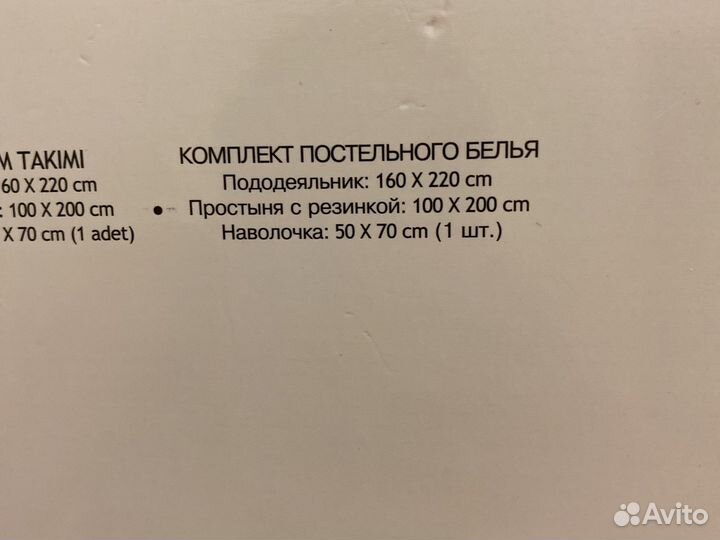 M TAKIMI
60 X 220 cm
: 100 X 200 cm
X 70 cm (1 adet)
КОМПЛЕКТ ПОСТЕЛЬНОГО БЕЛЬЯ
Пододеяльник: 160 X 220 cm
• Простыня с резинкой: 100 X 200 cm
Наволочка: 50 X 70 cm (1 шт.)
Avito